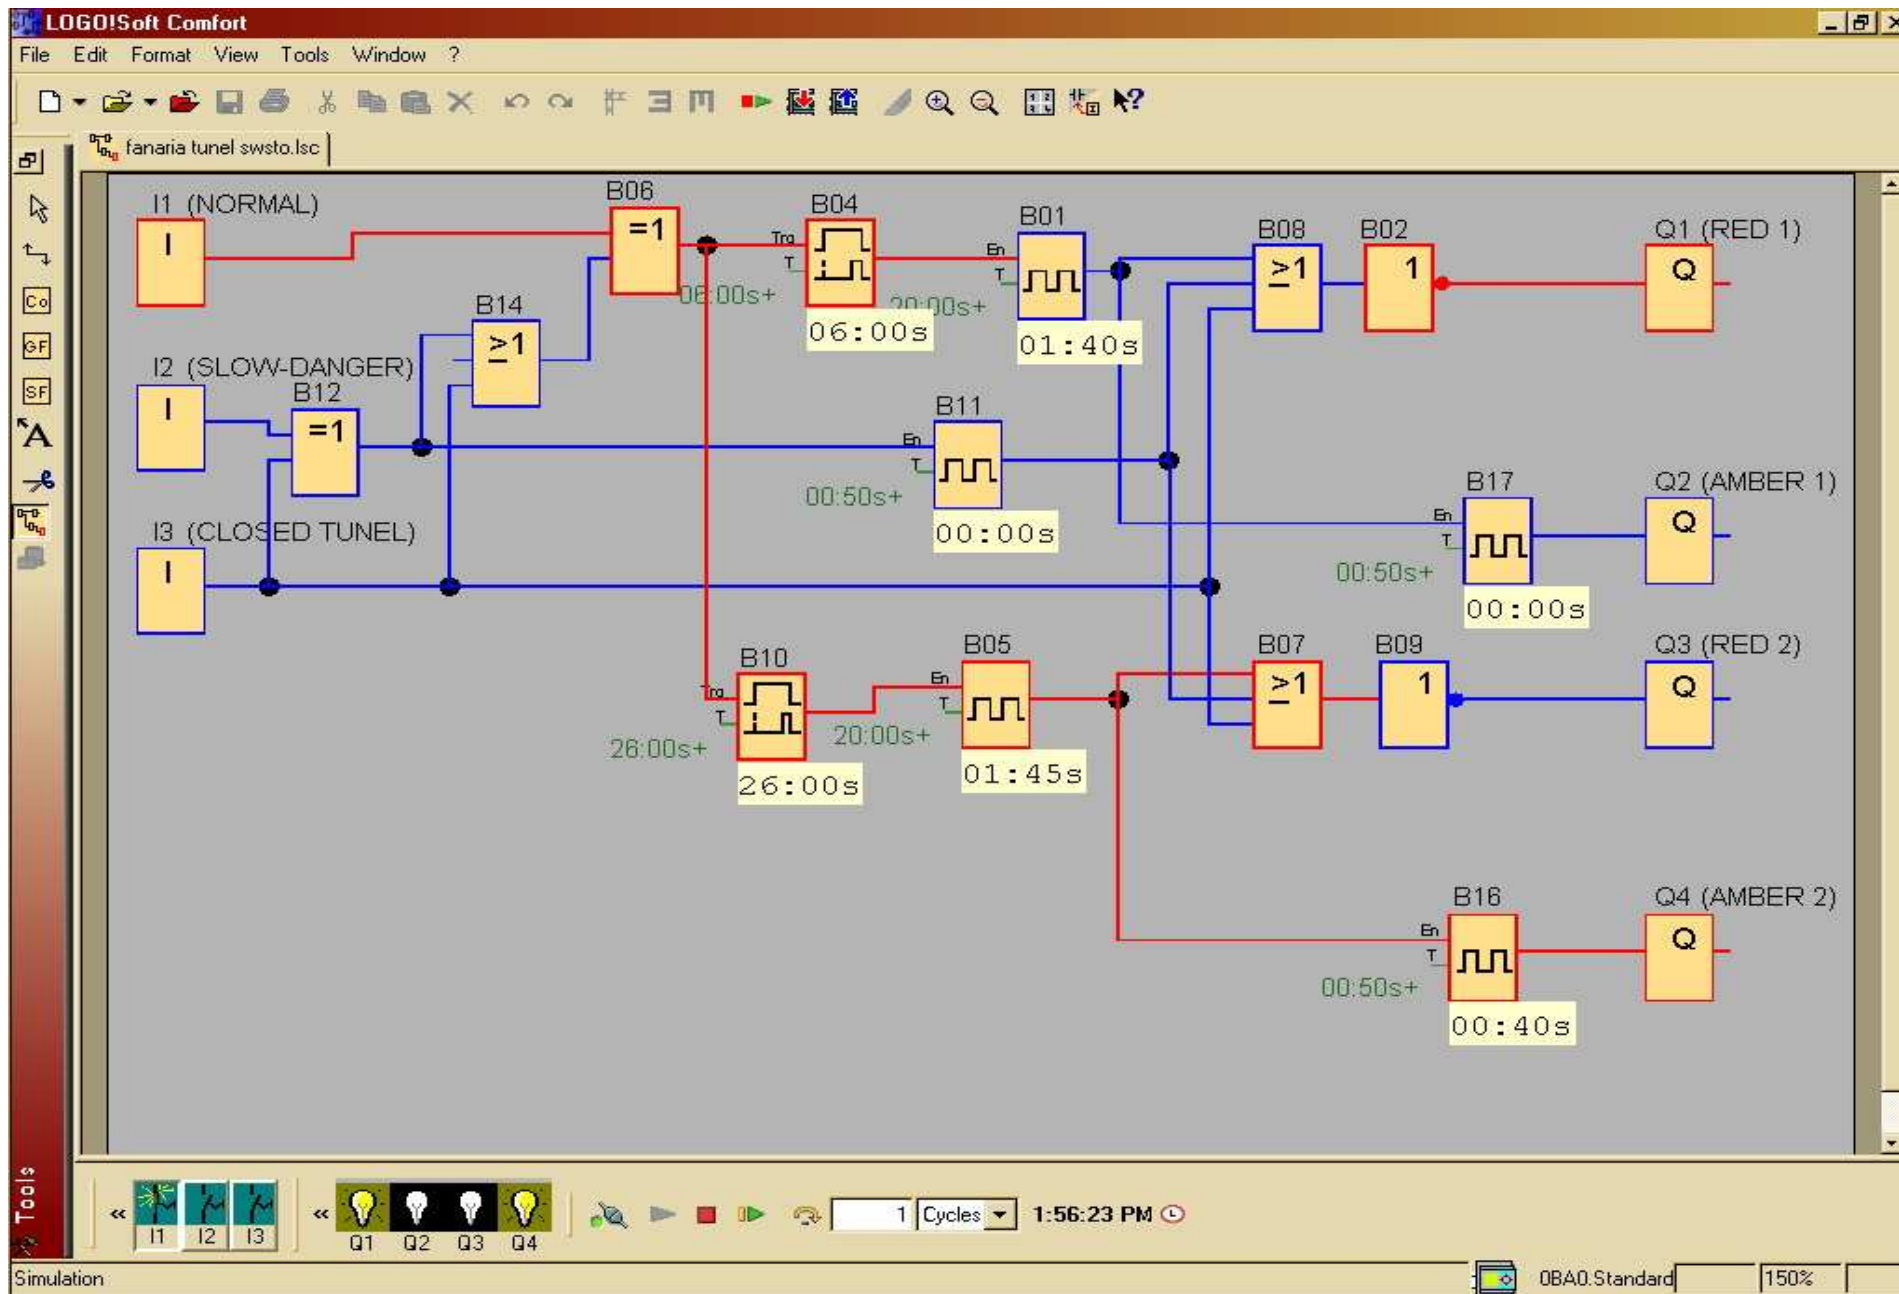 LOGO!Soft Comfort
File Edit Format View Tools Window ?
fanaria tunel swsto.lsc
I1 (NORMAL)
B06
B04
B01
B08
B02
Q1 (RED 1)
I
=1
Trg
T
En
T
≥1
1
Q
06:00s+
20:00s+
06:00s
01:40s
B14
≥1
I2 (SLOW-DANGER)
B12
I
=1
B11
En
T
00:50s+
00:00s
B17
Q2 (AMBER 1)
En
T
Q
00:50s+
00:00s
I3 (CLOSED TUNEL)
I
B10
B05
B07
B09
Q3 (RED 2)
Trg
T
En
T
≥1
1
Q
26:00s+
20:00s+
26:00s
01:45s
B16
Q4 (AMBER 2)
En
T
Q
00:50s+
00:40s
Co
GF
SF
A
Tools
I1 I2 I3
Q1 Q2 Q3 Q4
1 Cycles
1:56:23 PM
Simulation
0BA0.Standard
150%